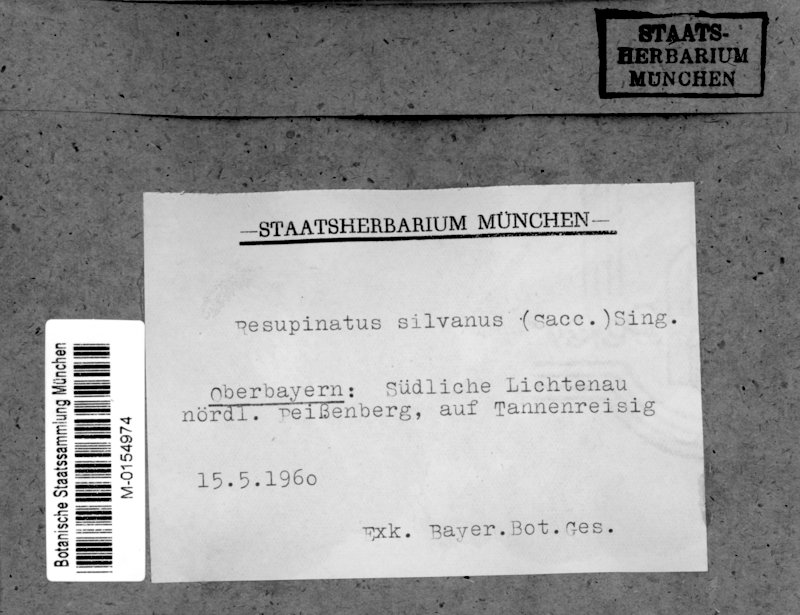 STAATS-
HERBARIUM
MÜNCHEN
—STAATSHERBARIUM MÜNCHEN—
Resupinatus silvanus (Sacc.)Sing.
Oberbayern: Südliche Lichtenau
nördl. Peißenberg, auf Tannenreisig
15.5.196o
Exk. Bayer.Bot.Ges.
Botanische Staatssammlung München
M-0154974